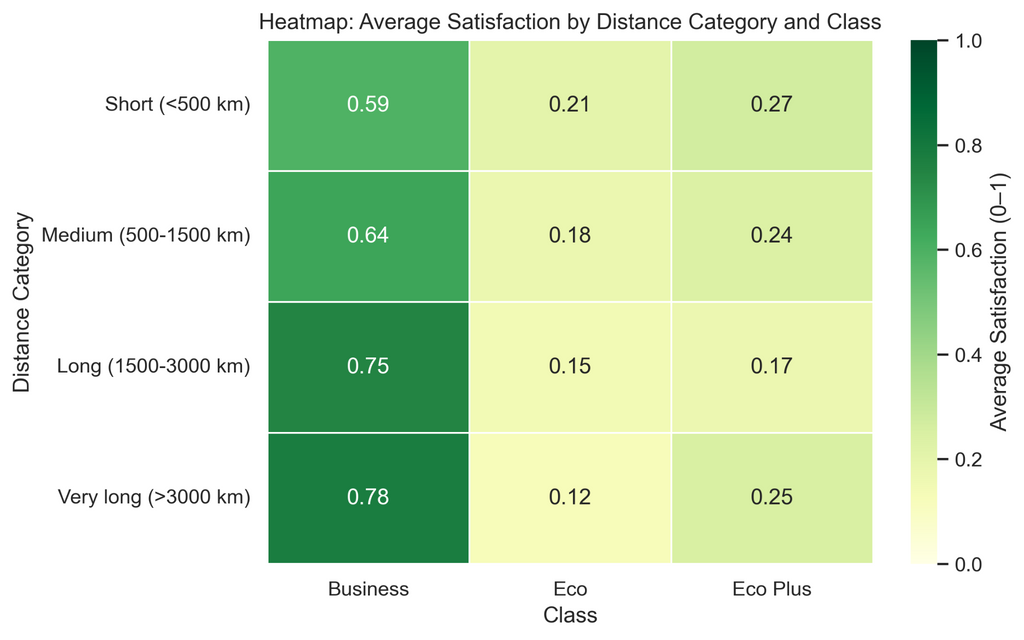 Heatmap: Average Satisfaction by Distance Category and Class
Distance Category
Short (<500 km)
0.59
0.21
0.27
Medium (500-1500 km)
0.64
0.18
0.24
Long (1500-3000 km)
0.75
0.15
0.17
Very long (>3000 km)
0.78
0.12
0.25
Business
Eco
Eco Plus
Class
1.0
0.8
0.6
0.4
0.2
0.0
Average Satisfaction (0–1)